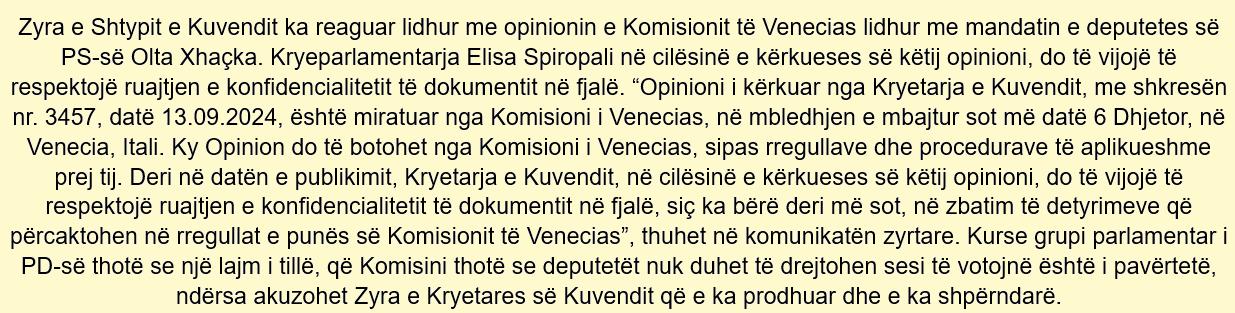 Zyra e Shtypit e Kuvendit ka reaguar lidhur me opinionin e Komisionit të Venecias lidhur me mandatin e deputetes së
PS-së Olta Xhaçka. Kryeparlamentarja Elisa Spiropali në cilësinë e kërkueses së këtij opinioni, do të vijojë të
respektojë ruajtjen e konfidencialitetit të dokumentit në fjalë. “Opinioni i kërkuar nga Kryetarja e Kuvendit, me shkresën
nr. 3457, datë 13.09.2024, është miratuar nga Komisioni i Venecias, në mbledhjen e mbajtur sot më datë 6 Dhjetor, në
Venecia, Itali. Ky Opinion do të botohet nga Komisioni i Venecias, sipas rregullave dhe procedurave të aplikueshme
prej tij. Deri në datën e publikimit, Kryetarja e Kuvendit, në cilësinë e kërkueses së këtij opinioni, do të vijojë të
respektojë ruajtjen e konfidencialitetit të dokumentit në fjalë, siç ka bërë deri më sot, në zbatim të detyrimeve që
përcaktohen në rregullat e punës së Komisionit të Venecias”, thuhet në komunikatën zyrtare. Kurse grupi parlamentar i
PD-së thotë se një lajm i tillë, që Komisini thotë se deputetët nuk duhet të drejtohen sesi të votojnë është i pavërtetë,
ndërsa akuzohet Zyra e Kryetares së Kuvendit që e ka prodhuar dhe e ka shpërndarë.